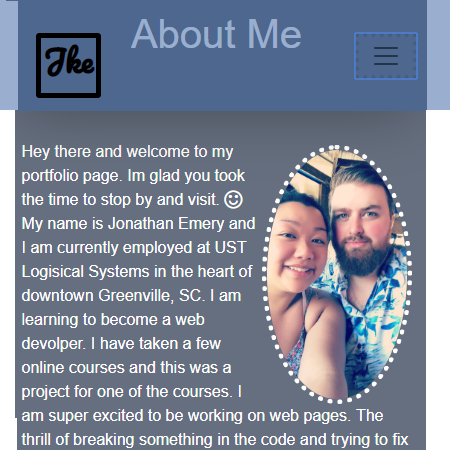 About Me
Jke
Hey there and welcome to my
portfolio page. Im glad you took
the time to stop by and visit. ☺
My name is Jonathan Emery and
I am currently employed at UST
Logisical Systems in the heart of
downtown Greenville, SC. I am
learning to become a web
devolper. I have taken a few
online courses and this was a
project for one of the courses. I
am super excited to be working on web pages. The
thrill of breaking something in the code and trying to fix